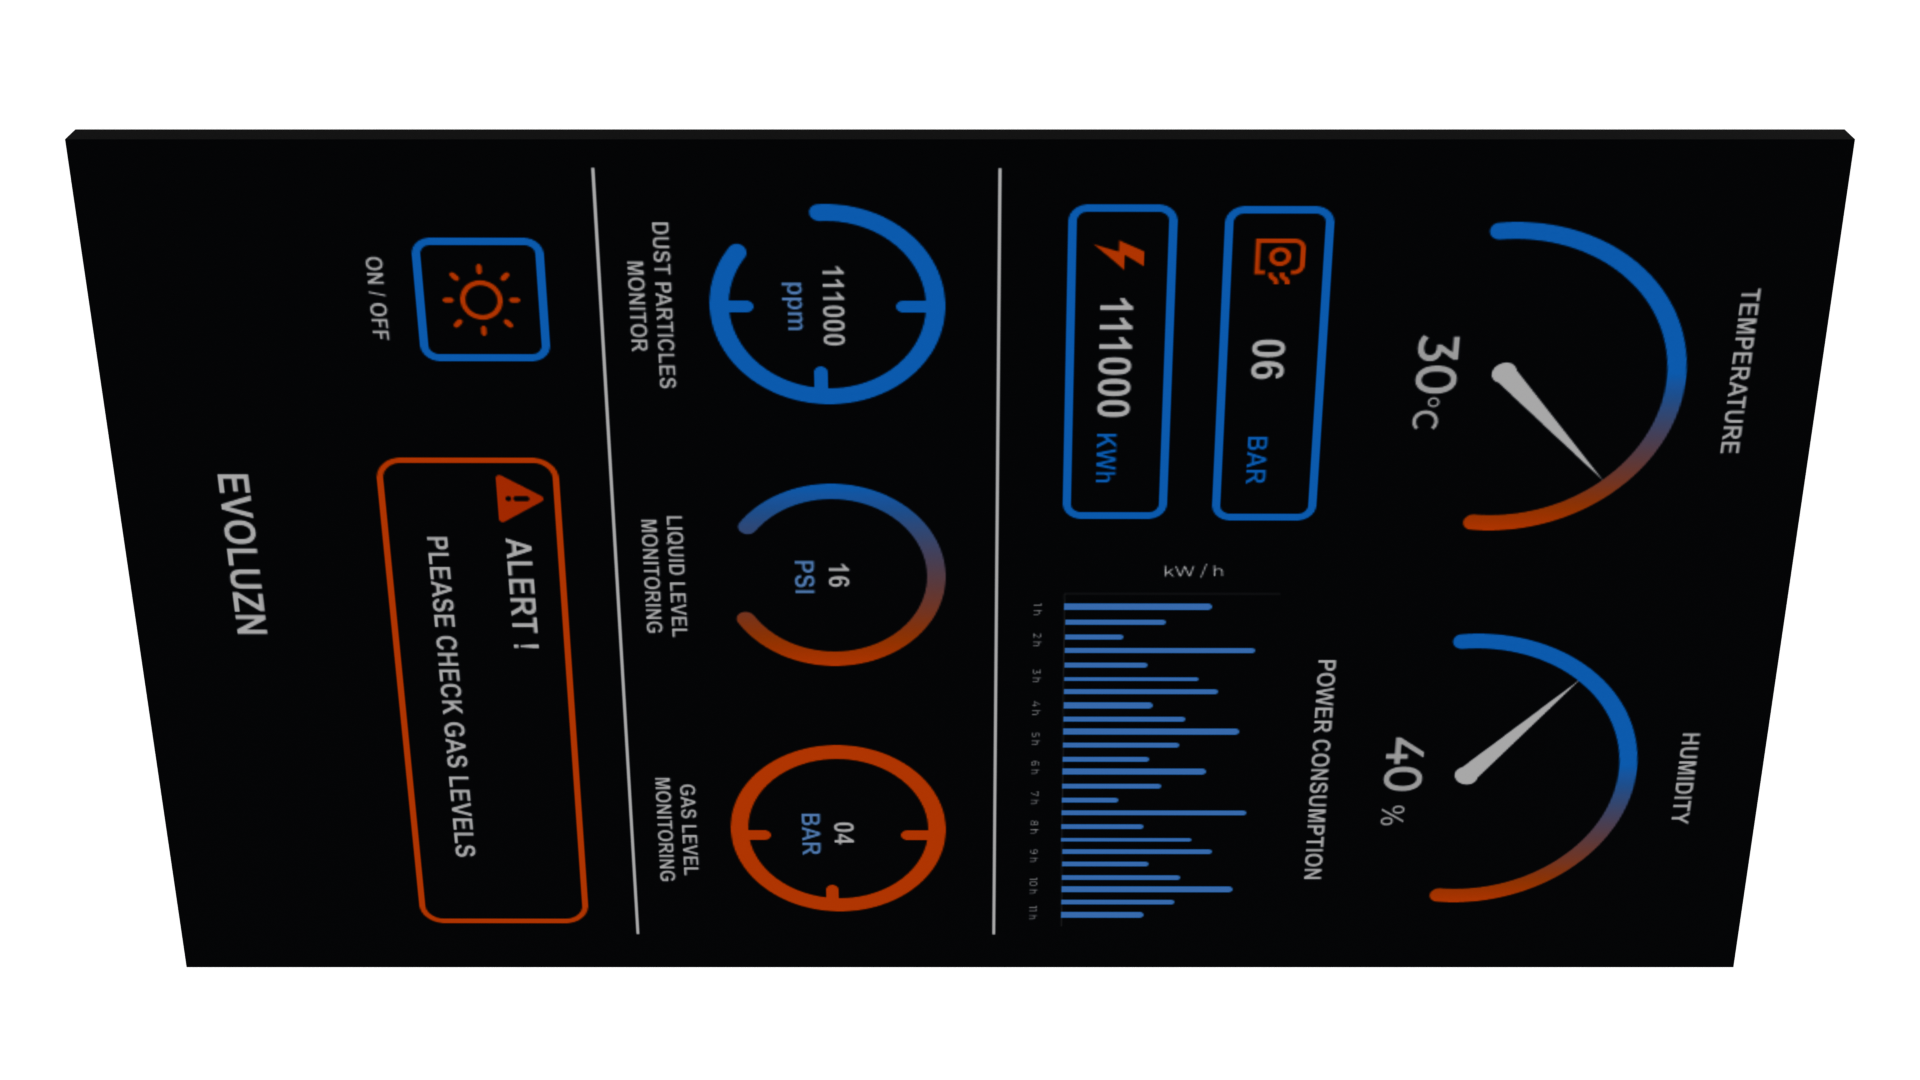 TEMPERATURE
30°C
HUMIDITY
40 %
06 BAR
111000 KWh
POWER CONSUMPTION
kW / h
1h
2h
3h
4h
5h
6h
7h
8h
9h
10h
11h
111000
ppm
DUST PARTICLES
MONITOR
16
PSI
LIQUID LEVEL
MONITORING
04
BAR
GAS LEVEL
MONITORING
ON / OFF
ALERT !
PLEASE CHECK GAS LEVELS
EVOLUZN